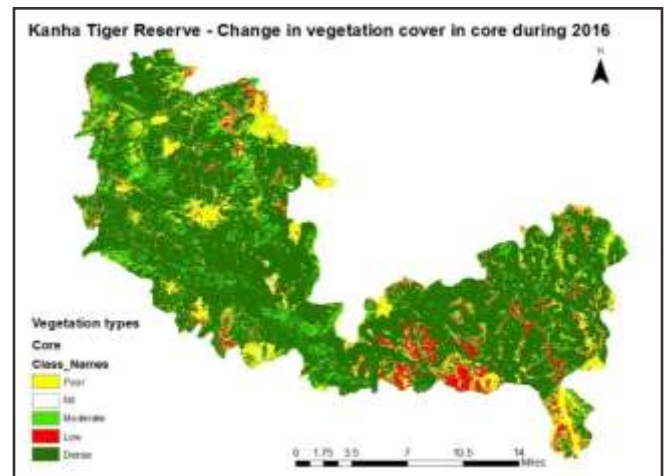 Kanha Tiger Reserve - Change in vegetation cover in core during 2016
N
Vegetation types
Core
Class_Names
Poor
Nil
Moderate
Low
Dense
0 1.75 3.5 7 10.5 14
Miles